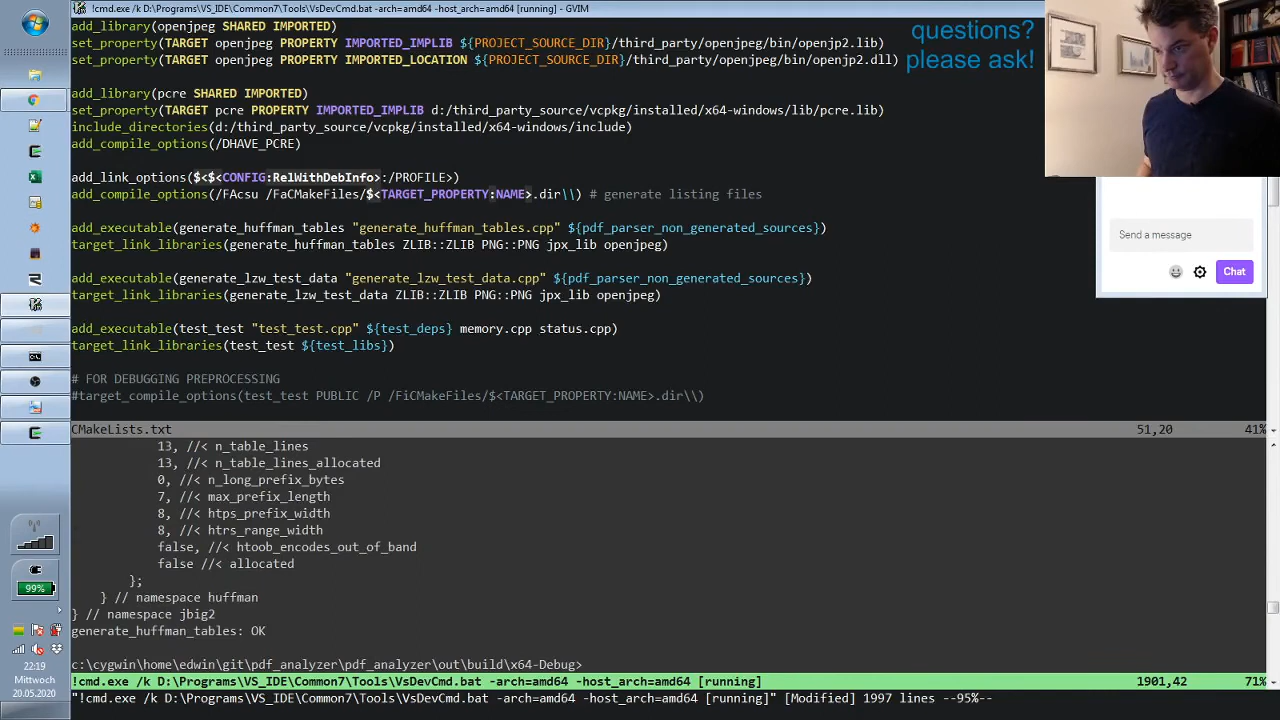 !cmd.exe /k D:\Programs\VS_IDE\Common7\Tools\VsDevCmd.bat -arch=amd64 -host_arch=amd64 [running] - GVIM
add_library(openjpeg SHARED IMPORTED)
set_property(TARGET openjpeg PROPERTY IMPORTED_IMPLIB ${PROJECT_SOURCE_DIR}/third_party/openjpeg/bin/openjp2.lib)
set_property(TARGET openjpeg PROPERTY IMPORTED_LOCATION ${PROJECT_SOURCE_DIR}/third_party/openjpeg/bin/openjp2.dll)
questions?
please ask!
add_library(pcre SHARED IMPORTED)
set_property(TARGET pcre PROPERTY IMPORTED_IMPLIB d:/third_party_source/vcpkg/installed/x64-windows/lib/pcre.lib)
include_directories(d:/third_party_source/vcpkg/installed/x64-windows/include)
add_compile_options(/DHAVE_PCRE)
add_link_options($<$<CONFIG:RelWithDebInfo>:/PROFILE>)
add_compile_options(/FAcsu /FaCMakeFiles/$<TARGET_PROPERTY:NAME>.dir\\) # generate listing files
add_executable(generate_huffman_tables "generate_huffman_tables.cpp" ${pdf_parser_non_generated_sources})
target_link_libraries(generate_huffman_tables ZLIB::ZLIB PNG::PNG jpx_lib openjpeg)
add_executable(generate_lzw_test_data "generate_lzw_test_data.cpp" ${pdf_parser_non_generated_sources})
target_link_libraries(generate_lzw_test_data ZLIB::ZLIB PNG::PNG jpx_lib openjpeg)
add_executable(test_test "test_test.cpp" ${test_deps} memory.cpp status.cpp)
target_link_libraries(test_test ${test_libs})
# FOR DEBUGGING PREPROCESSING
#target_compile_options(test_test PUBLIC /P /FiCMakeFiles/$<TARGET_PROPERTY:NAME>.dir\\)
Send a message
Chat
CMakeLists.txt 51,20 41%
13, //< n_table_lines
13, //< n_table_lines_allocated
0, //< n_long_prefix_bytes
7, //< max_prefix_length
8, //< htps_prefix_width
8, //< htrs_range_width
false, //< htoob_encodes_out_of_band
false //< allocated
};
} // namespace huffman
} // namespace jbig2
generate_huffman_tables: OK
c:\cygwin\home\edwin\git\pdf_analyzer\pdf_analyzer\out\build\x64-Debug>
!cmd.exe /k D:\Programs\VS_IDE\Common7\Tools\VsDevCmd.bat -arch=amd64 -host_arch=amd64 [running] 1901,42 71%
"!cmd.exe /k D:\Programs\VS_IDE\Common7\Tools\VsDevCmd.bat -arch=amd64 -host_arch=amd64 [running]" [Modified] 1997 lines --95%--
99%
22:19
Mittwoch
20.05.2020